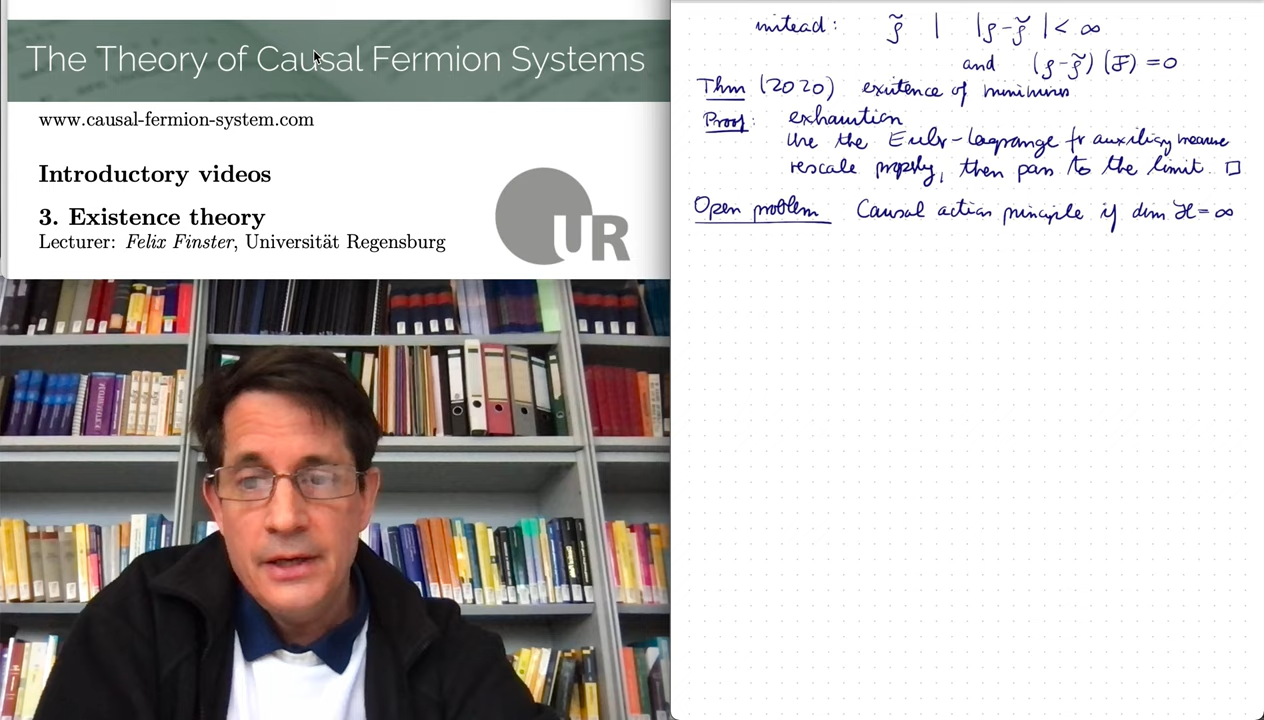 The Theory of Causal Fermion Systems
www.causal-fermion-system.com
Introductory videos
3. Existence theory
Lecturer: Felix Finster, Universität Regensburg
UR
instead: ρ̃ | |ρ-ρ̃| < ∞
and (ρ-ρ̃)(F) = 0
Thm (2020) existence of minimizers
Proof: exhaustion
Use the Euler-Lagrange for auxiliary measure
rescale properly, then pass to the limit. □
Open problem Causal action principle if dim H = ∞